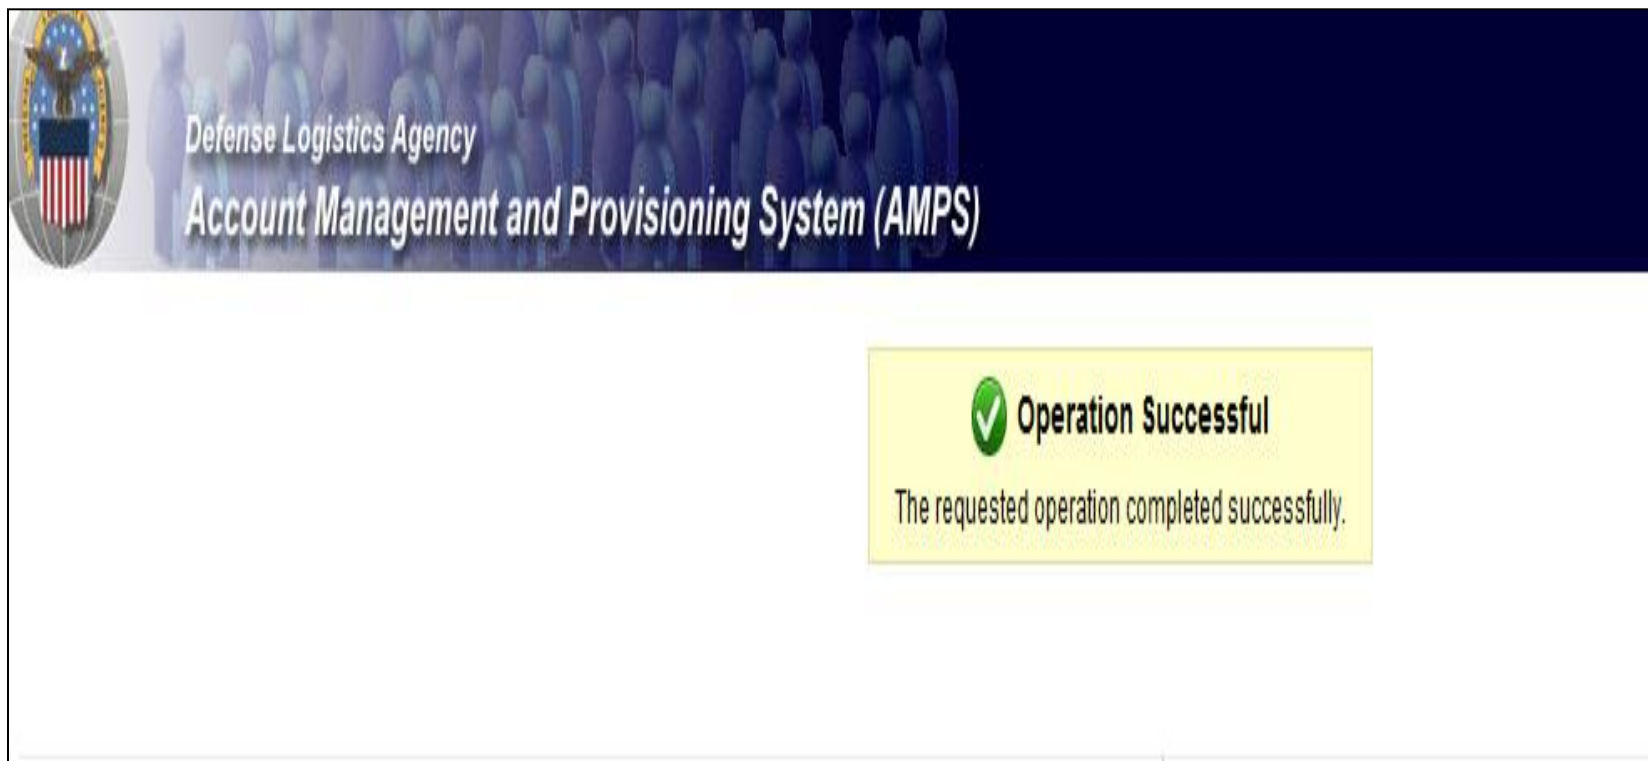 Defense Logistics Agency
Account Management and Provisioning System (AMPS)
Operation Successful
The requested operation completed successfully.